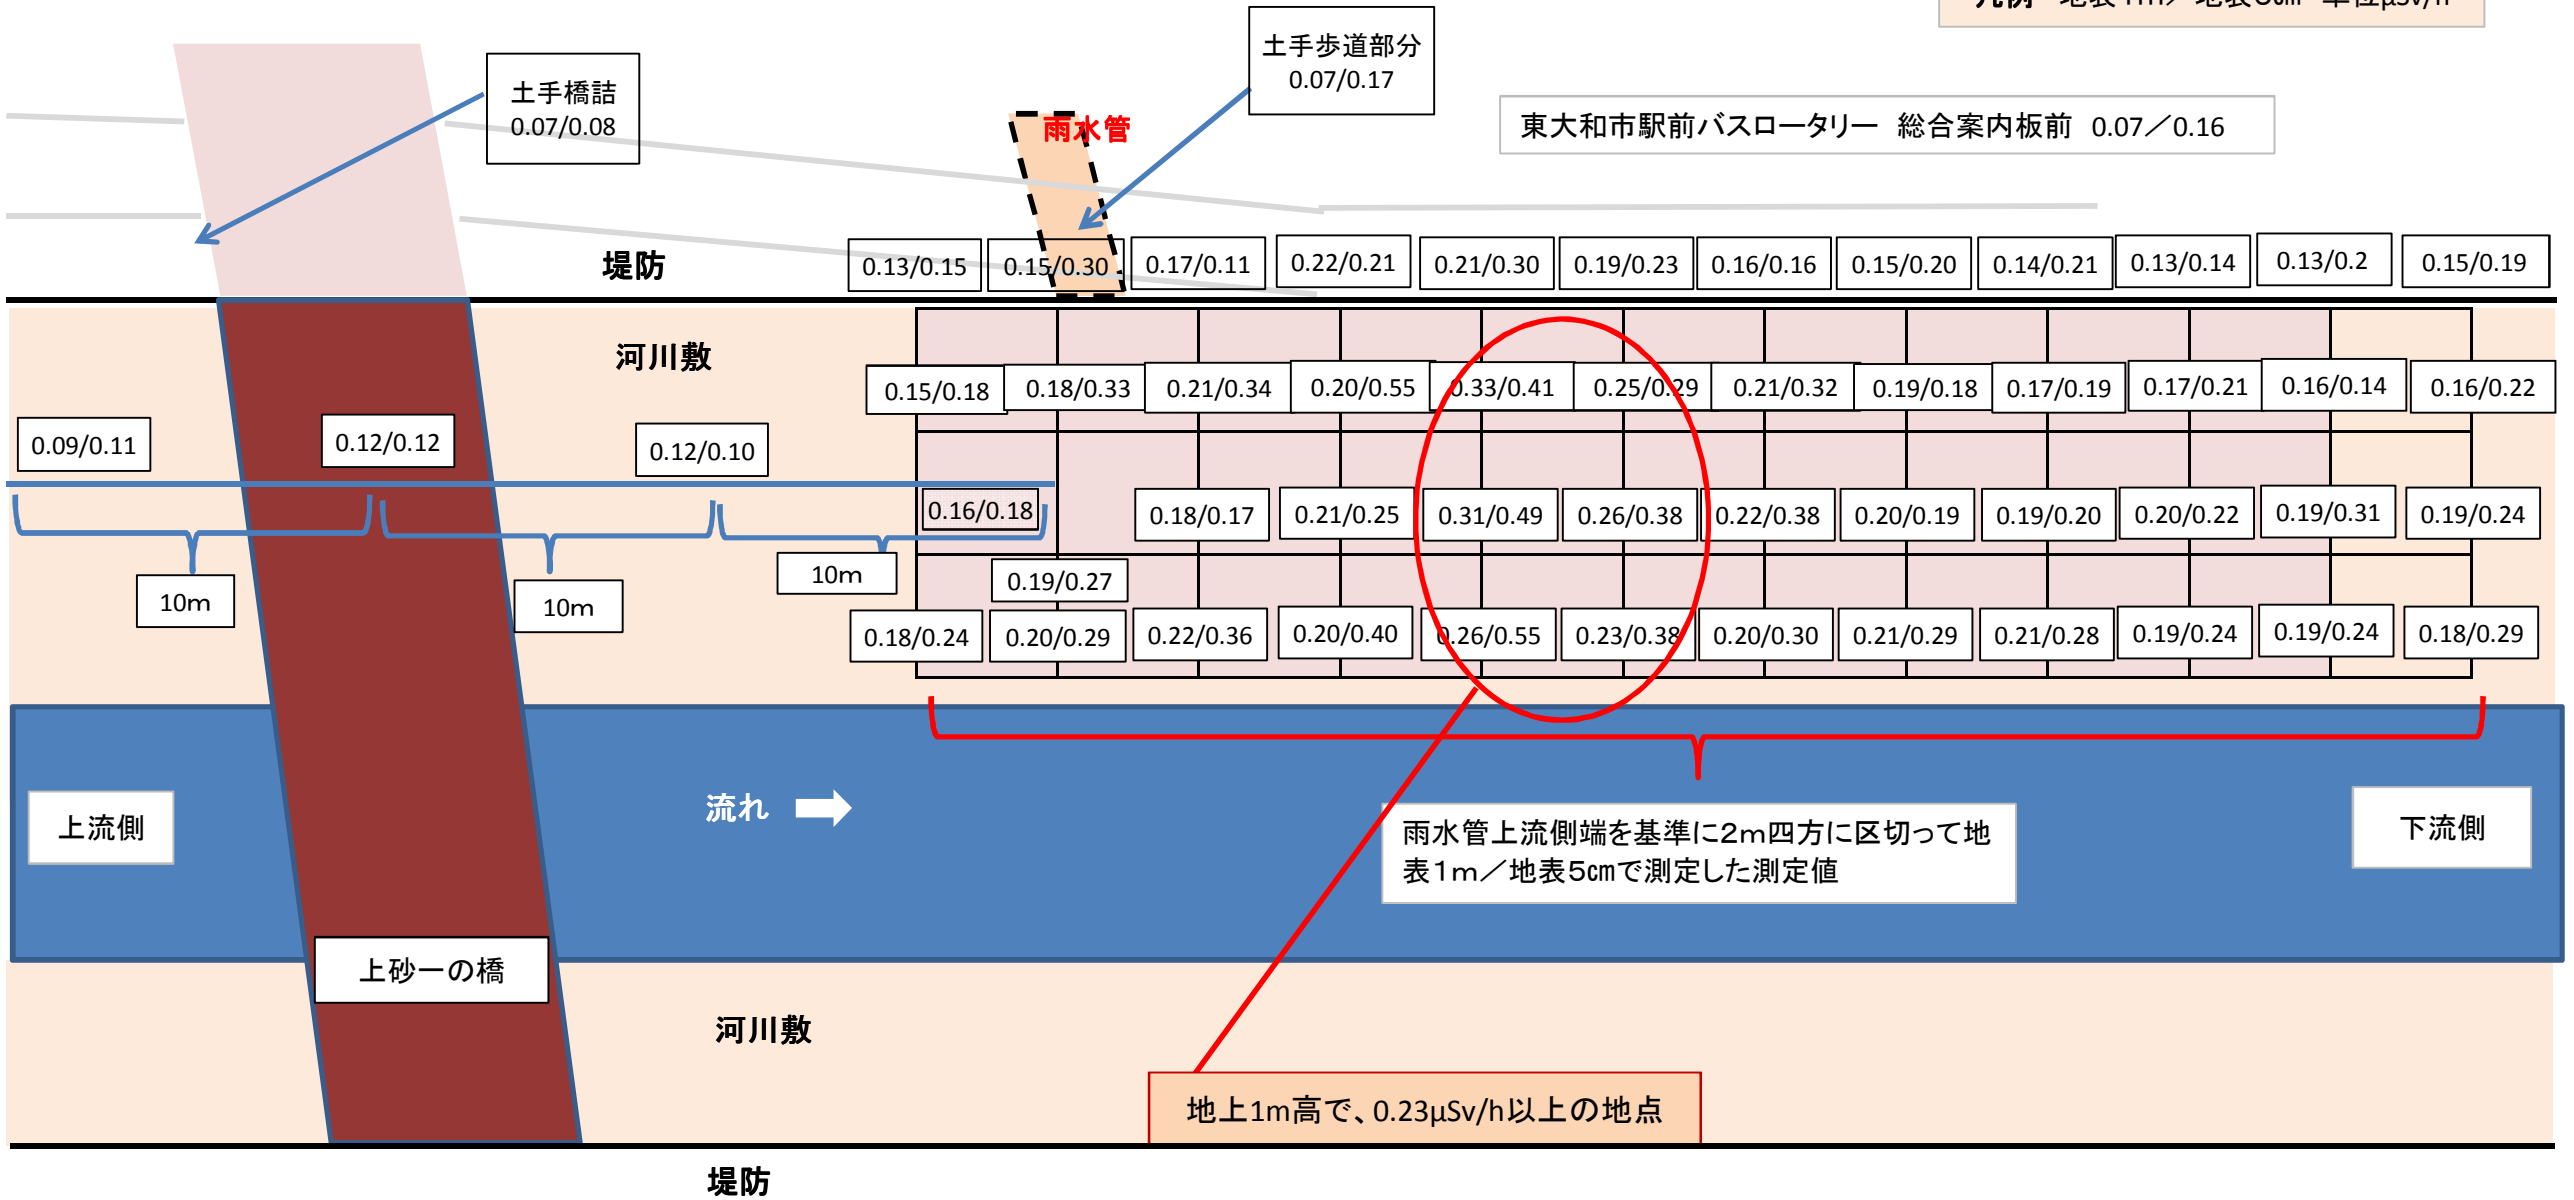 凡例 地表1m／地表5㎝ 単位μSv/h
土手歩道部分
0.07/0.17
土手橋詰
0.07/0.08
雨水管
東大和市駅前バスロータリー 総合案内板前 0.07／0.16
堤防
0.13/0.15 0.15/0.30 0.17/0.11 0.22/0.21 0.21/0.30 0.19/0.23 0.16/0.16 0.15/0.20 0.14/0.21 0.13/0.14 0.13/0.2 0.15/0.19
河川敷
0.15/0.18 0.18/0.33 0.21/0.34 0.20/0.55 0.33/0.41 0.25/0.29 0.21/0.32 0.19/0.18 0.17/0.19 0.17/0.21 0.16/0.14 0.16/0.22
0.09/0.11 0.12/0.12 0.12/0.10
0.16/0.18 0.18/0.17 0.21/0.25 0.31/0.49 0.26/0.38 0.22/0.38 0.20/0.19 0.19/0.20 0.20/0.22 0.19/0.31 0.19/0.24
10m 10m 10m
0.19/0.27
0.18/0.24 0.20/0.29 0.22/0.36 0.20/0.40 0.26/0.55 0.23/0.38 0.20/0.30 0.21/0.29 0.21/0.28 0.19/0.24 0.19/0.24 0.18/0.29
上流側
流れ
雨水管上流側端を基準に2m四方に区切って地
表1m／地表5㎝で測定した測定値
下流側
上砂一の橋
河川敷
地上1m高で、0.23μSv/h以上の地点
堤防